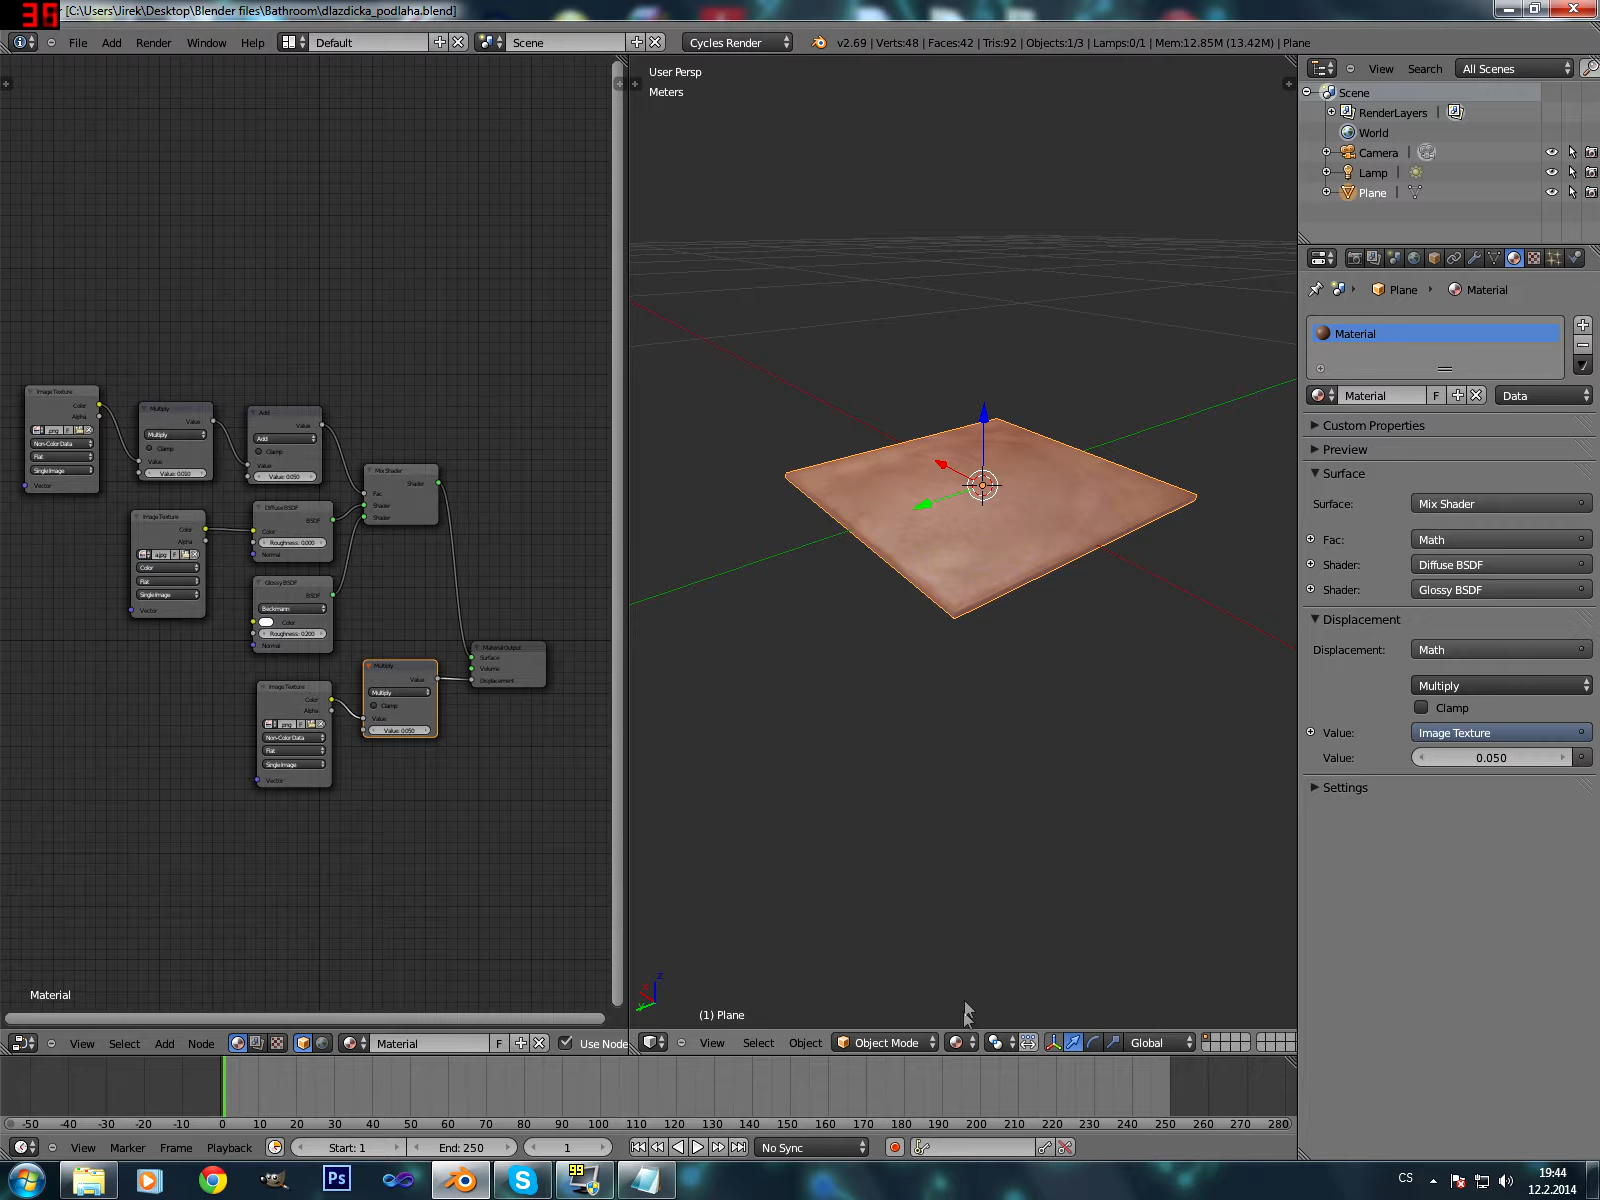 30
[C:\Users\Jirek\Desktop\Blender files\Bathroom\dlazdicka_podlaha.blend]
File Add Render Window Help Default Scene Cycles Render v2.69 | Verts:48 | Faces:42 | Tris:92 | Objects:1/3 | Lamps:0/1 | Mem:12.85M (13.42M) | Plane
User Persp
Meters
View Search All Scenes
Scene
RenderLayers
World
Camera
Lamp
Plane
Plane Material
Material
Material F Data
Custom Properties
Preview
Surface
Surface: Mix Shader
Fac: Math
Shader: Diffuse BSDF
Shader: Glossy BSDF
Displacement
Displacement: Math
Multiply
Clamp
Value: Image Texture
Value: 0.050
Settings
Image Texture
Color
Alpha
.png F
Non-Color Data
Flat
Single Image
Vector
Multiply
Value
Multiply
Clamp
Value
Value: 0.010
Add
Value
Add
Clamp
Value
Value: 0.050
Mix Shader
Shader
Fac
Shader
Shader
Image Texture
Color
Alpha
a.jpg F
Color
Flat
Single Image
Vector
Diffuse BSDF
BSDF
Color
Roughness: 0.000
Normal
Glossy BSDF
BSDF
Beckmann
Color
Roughness: 0.200
Normal
Image Texture
Color
Alpha
.png F
Non-Color Data
Flat
Single Image
Vector
Multiply
Value
Multiply
Clamp
Value
Value: 0.050
Material Output
Surface
Volume
Displacement
Material
z
x
y
(1) Plane
View Select Add Node Material F Use Node
View Select Object Object Mode Global
-50 -40 -30 -20 -10 0 10 20 30 40 50 60 70 80 90 100 110 120 130 140 150 160 170 180 190 200 210 220 230 240 250 260 270 280
View Marker Frame Playback Start: 1 End: 250 1 No Sync
Ps
S
99
CS
19:44
12.2.2014